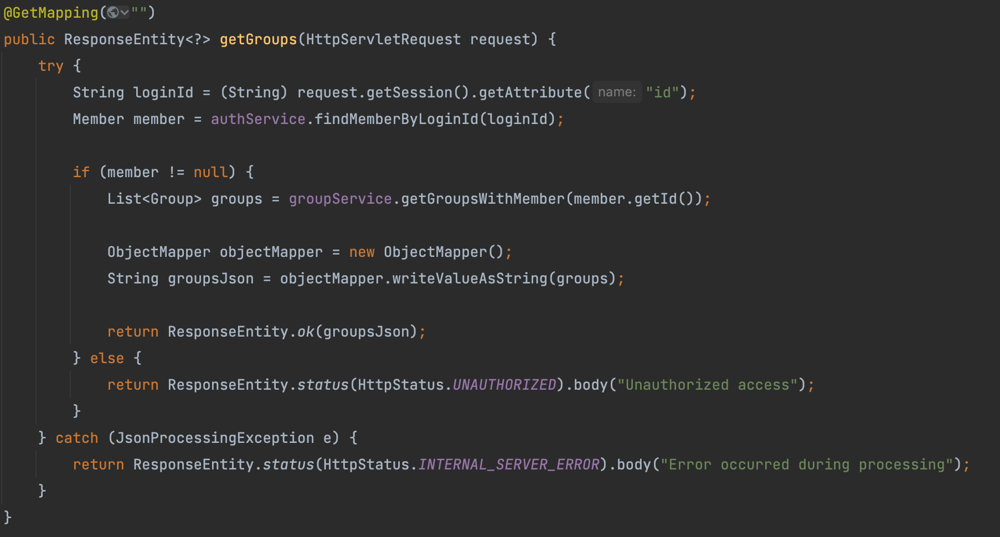 @GetMapping("")
public ResponseEntity<?> getGroups(HttpServletRequest request) {
    try {
        String loginId = (String) request.getSession().getAttribute( name: "id");
        Member member = authService.findMemberByLoginId(loginId);

        if (member != null) {
            List<Group> groups = groupService.getGroupsWithMember(member.getId());

            ObjectMapper objectMapper = new ObjectMapper();
            String groupsJson = objectMapper.writeValueAsString(groups);

            return ResponseEntity.ok(groupsJson);
        } else {
            return ResponseEntity.status(HttpStatus.UNAUTHORIZED).body("Unauthorized access");
        }
    } catch (JsonProcessingException e) {
        return ResponseEntity.status(HttpStatus.INTERNAL_SERVER_ERROR).body("Error occurred during processing");
    }
}